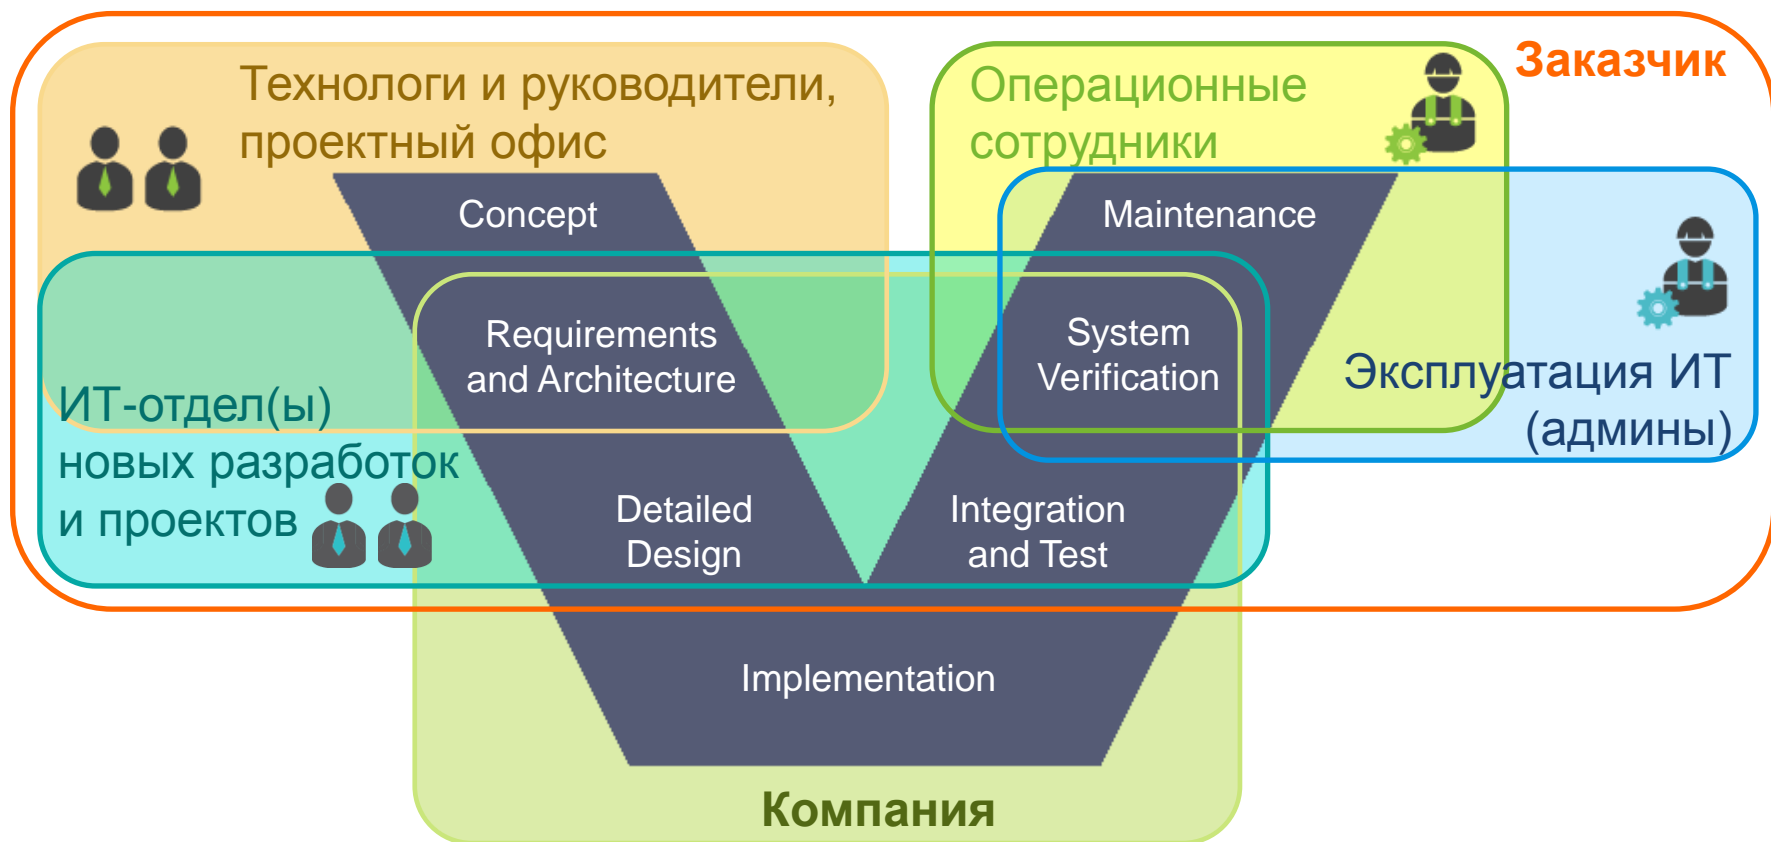 Заказчик
Технологи и руководители,
проектный офис
Операционные
сотрудники
Concept
Maintenance
Requirements
and Architecture
System
Verification
Эксплуатация ИТ
(админы)
ИТ-отдел(ы)
новых разработок
и проектов
Detailed
Design
Integration
and Test
Implementation
Компания